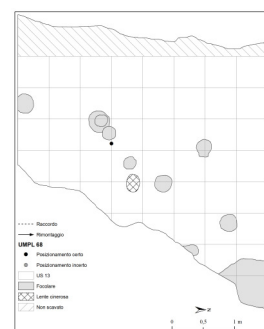 Raccordo
Rimontaggio
UMPL 68
Posizionamento certo
Posizionamento incerto
US 13
Focolare
Lente cinerosa
Non scavato
z
0 0,5 1 m